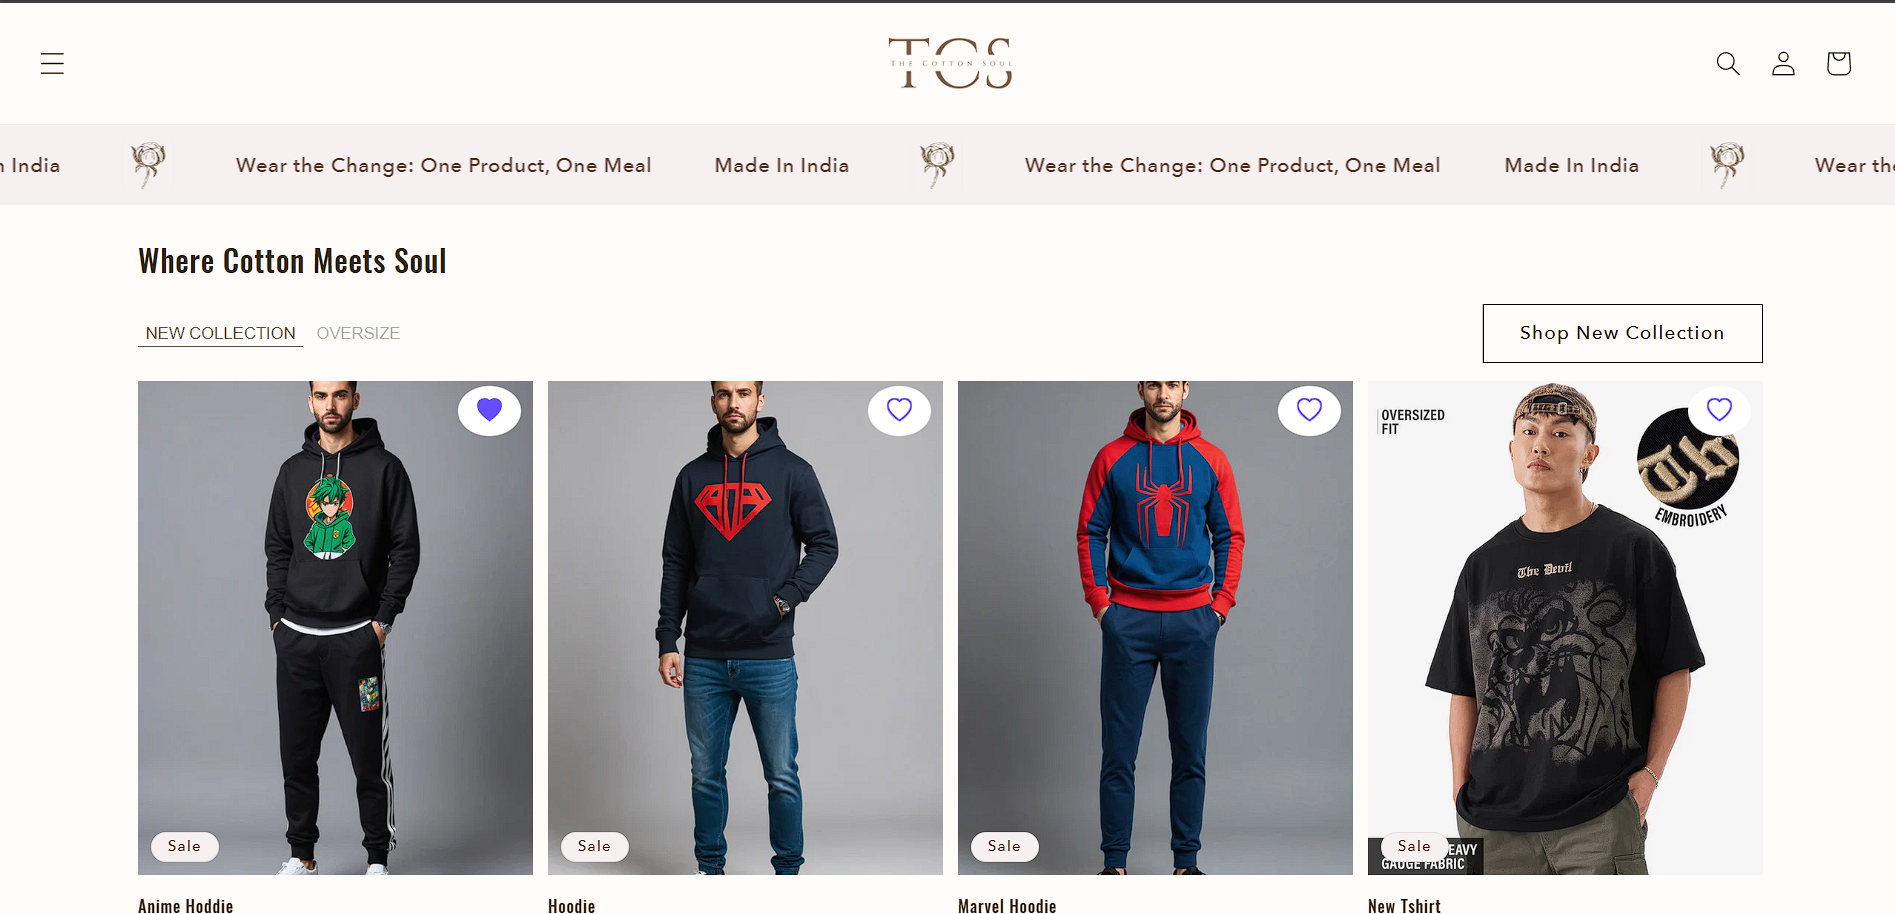 TCS
THE COTTON SOUL
India
Wear the Change: One Product, One Meal
Made In India
Wear the Change: One Product, One Meal
Made In India
Wear the
Where Cotton Meets Soul
NEW COLLECTION
OVERSIZE
Shop New Collection
OVERSIZED
FIT
Tb
EMBROIDERY
The Devil
Sale
Sale
Sale
Sale
GAUGE FABRIC
Anime Hoddie
Hoodie
Marvel Hoodie
New Tshirt